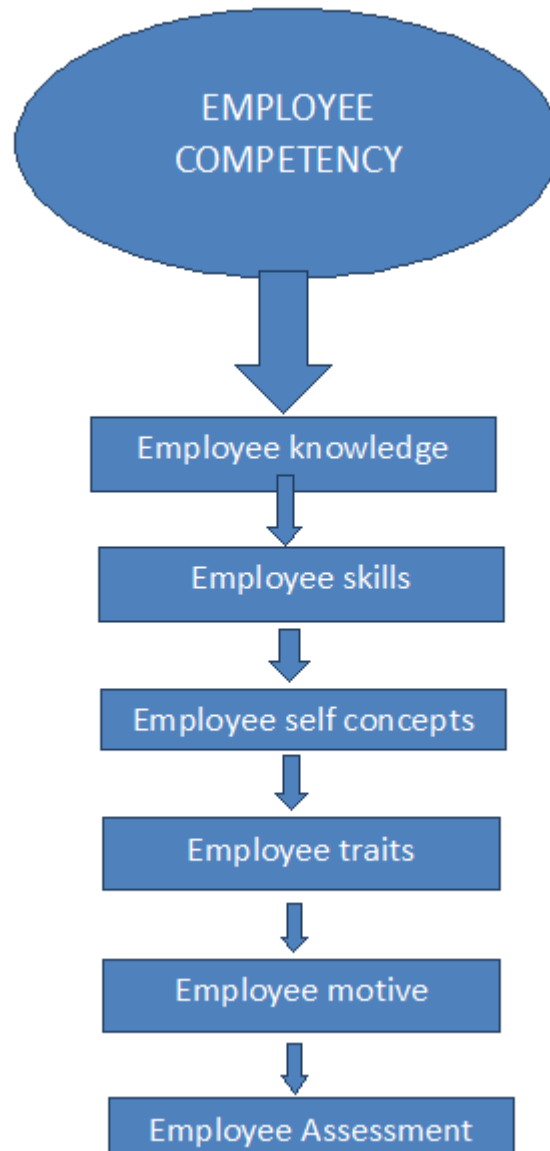 EMPLOYEE
COMPETENCY
Employee knowledge
Employee skills
Employee self concepts
Employee traits
Employee motive
Employee Assessment